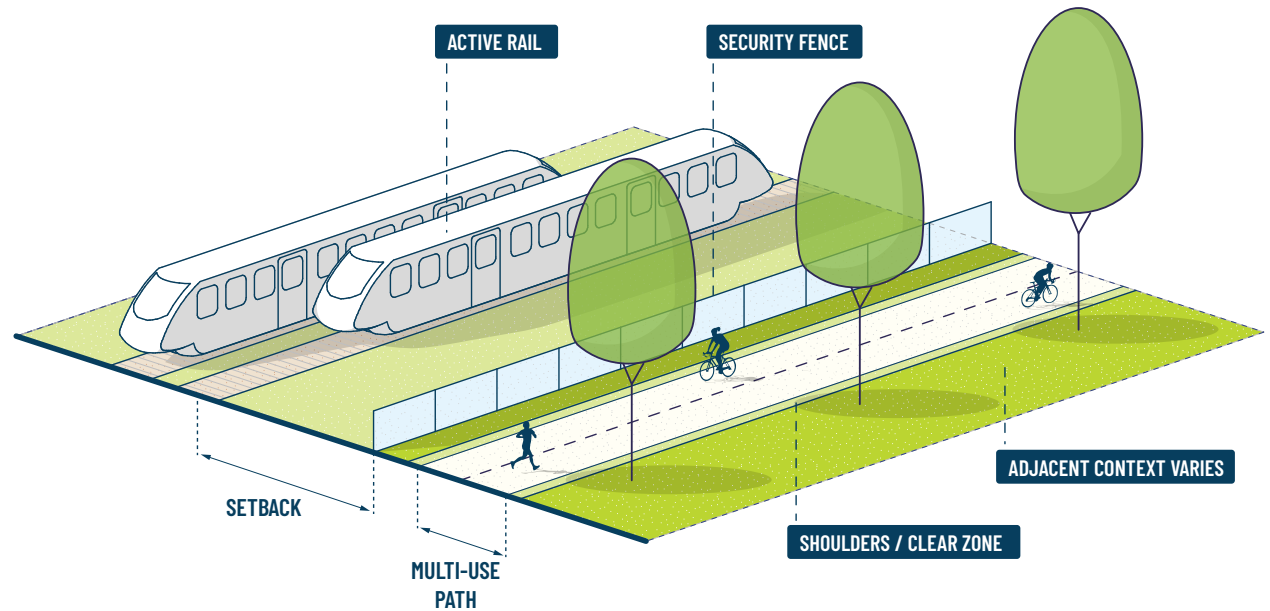 ACTIVE RAIL
SECURITY FENCE
ADJACENT CONTEXT VARIES
SETBACK
SHOULDERS / CLEAR ZONE
MULTI-USE
PATH